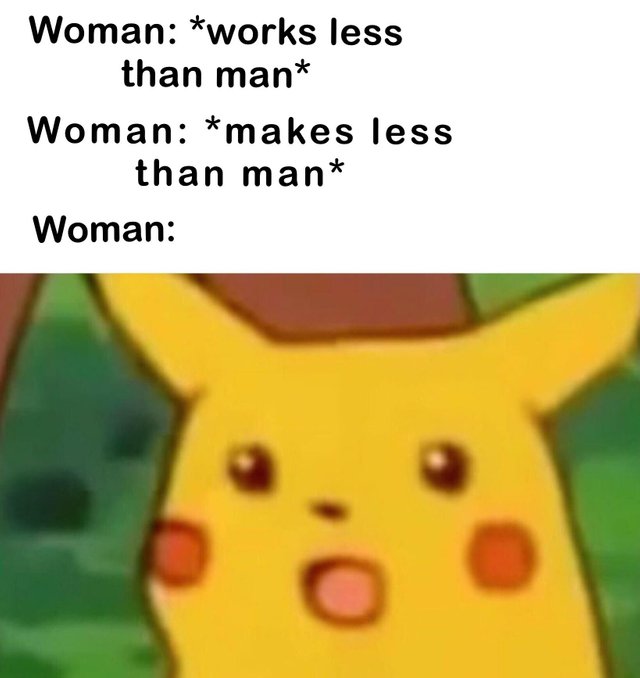 Woman: *works less
than man*
Woman: *makes less
than man*
Woman: